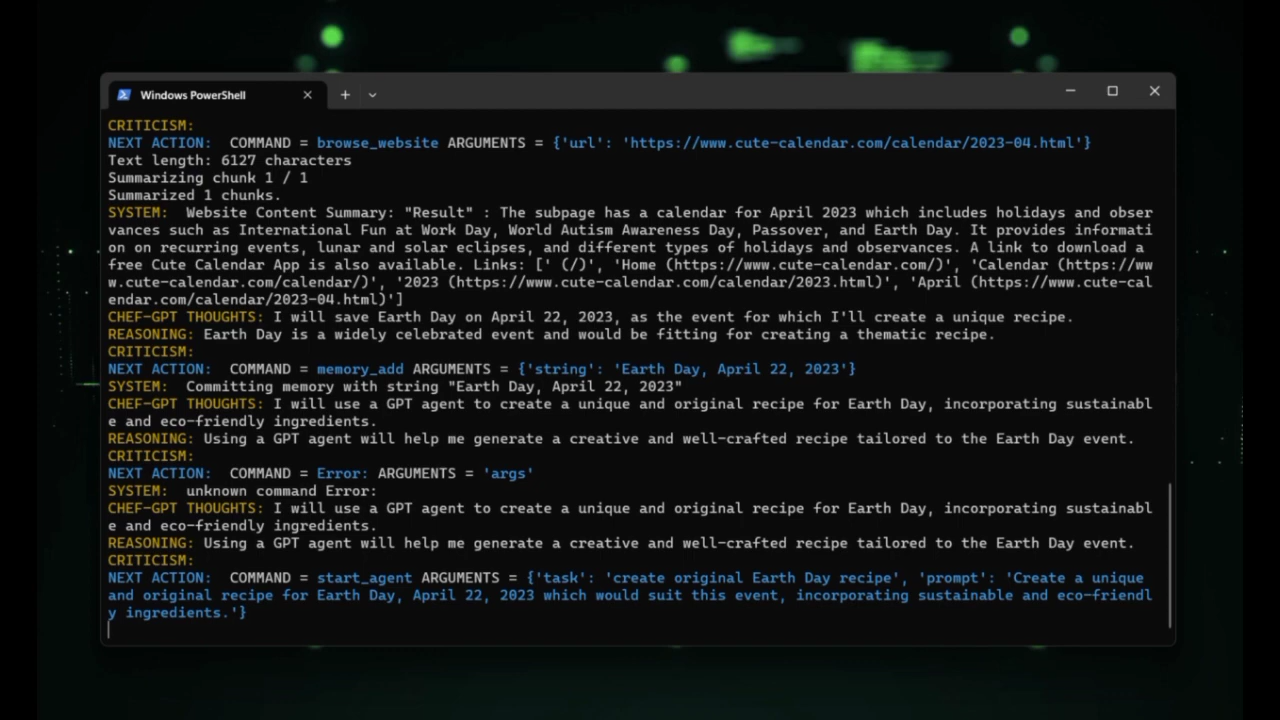 Windows PowerShell
CRITICISM:
NEXT ACTION:  COMMAND = browse_website ARGUMENTS = {'url': 'https://www.cute-calendar.com/calendar/2023-04.html'}
Text length: 6127 characters
Summarizing chunk 1 / 1
Summarized 1 chunks.
SYSTEM:  Website Content Summary: "Result" : The subpage has a calendar for April 2023 which includes holidays and obser
vances such as International Fun at Work Day, World Autism Awareness Day, Passover, and Earth Day. It provides informati
on on recurring events, lunar and solar eclipses, and different types of holidays and observances. A link to download a
free Cute Calendar App is also available. Links: [' (/)', 'Home (https://www.cute-calendar.com/)', 'Calendar (https://ww
w.cute-calendar.com/calendar/)', '2023 (https://www.cute-calendar.com/calendar/2023.html)', 'April (https://www.cute-cal
endar.com/calendar/2023-04.html)']
CHEF-GPT THOUGHTS: I will save Earth Day on April 22, 2023, as the event for which I'll create a unique recipe.
REASONING: Earth Day is a widely celebrated event and would be fitting for creating a thematic recipe.
CRITICISM:
NEXT ACTION:  COMMAND = memory_add ARGUMENTS = {'string': 'Earth Day, April 22, 2023'}
SYSTEM:  Committing memory with string "Earth Day, April 22, 2023"
CHEF-GPT THOUGHTS: I will use a GPT agent to create a unique and original recipe for Earth Day, incorporating sustainabl
e and eco-friendly ingredients.
REASONING: Using a GPT agent will help me generate a creative and well-crafted recipe tailored to the Earth Day event.
CRITICISM:
NEXT ACTION:  COMMAND = Error: ARGUMENTS = 'args'
SYSTEM:  unknown command Error:
CHEF-GPT THOUGHTS: I will use a GPT agent to create a unique and original recipe for Earth Day, incorporating sustainabl
e and eco-friendly ingredients.
REASONING: Using a GPT agent will help me generate a creative and well-crafted recipe tailored to the Earth Day event.
CRITICISM:
NEXT ACTION:  COMMAND = start_agent ARGUMENTS = {'task': 'create original Earth Day recipe', 'prompt': 'Create a unique
and original recipe for Earth Day, April 22, 2023 which would suit this event, incorporating sustainable and eco-friendl
y ingredients.'}